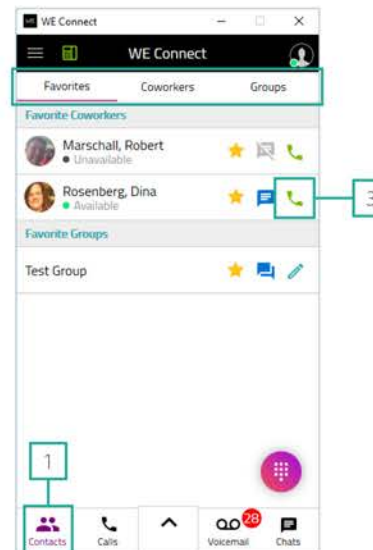 WE Connect
WE Connect
Favorites Coworkers Groups
Favorite Coworkers
Marschall, Robert
Unavailable
Rosenberg, Dina
Available
3
Favorite Groups
Test Group
1
28
Contacts Calls Voicemail Chats